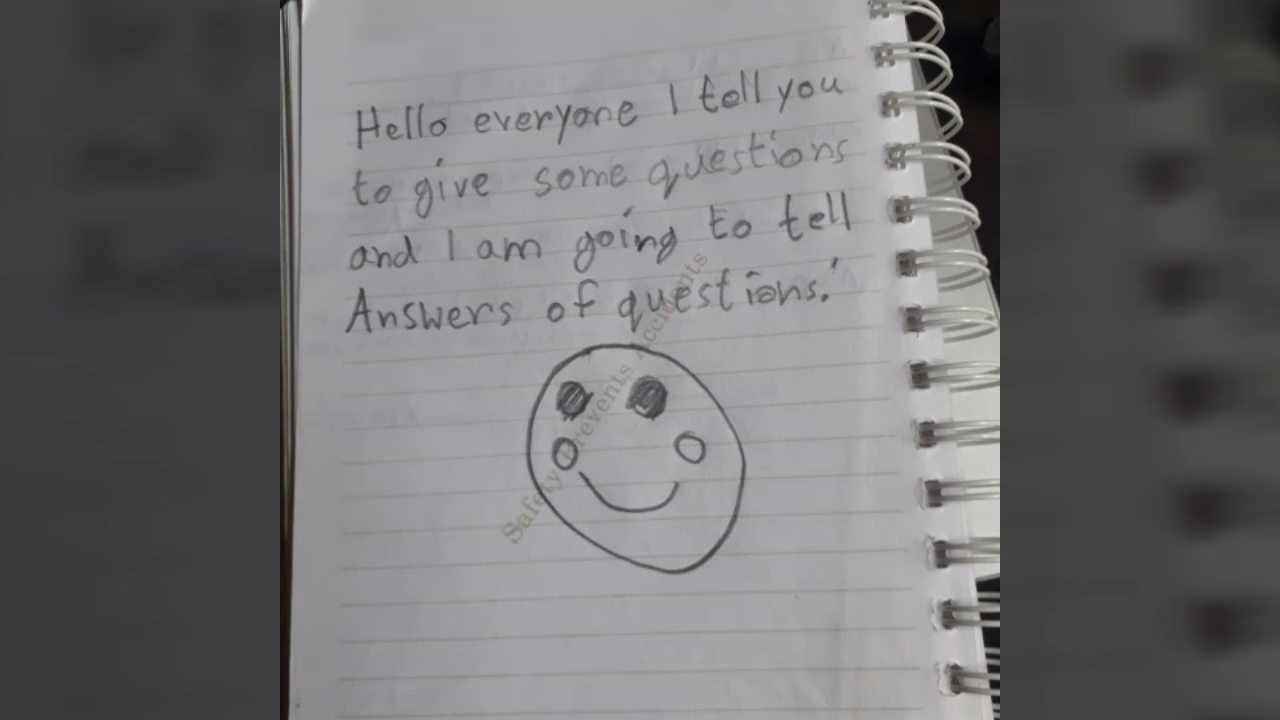 Hello everyone I tell you
to give some questions
and I am going to tell
Answers of questions.'
Safety Prevents Accidents